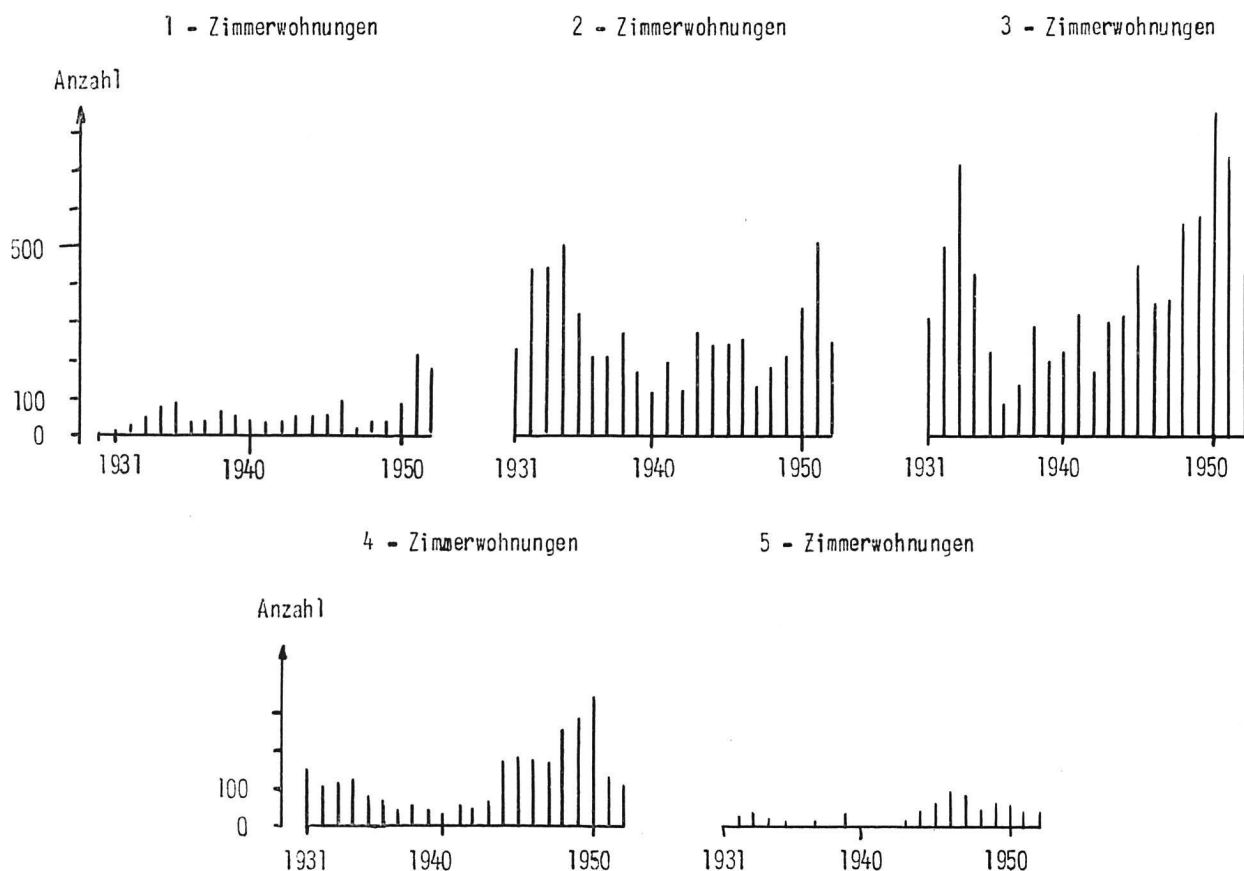 1 - Zimmerwohnungen
2 - Zimmerwohnungen
3 - Zimmerwohnungen
Anzahl
500
100
0
1931
1940
1950
1931
1940
1950
1931
1940
1950
4 - Zimmerwohnungen
5 - Zimmerwohnungen
Anzahl
100
0
1931
1940
1950
1931
1940
1950